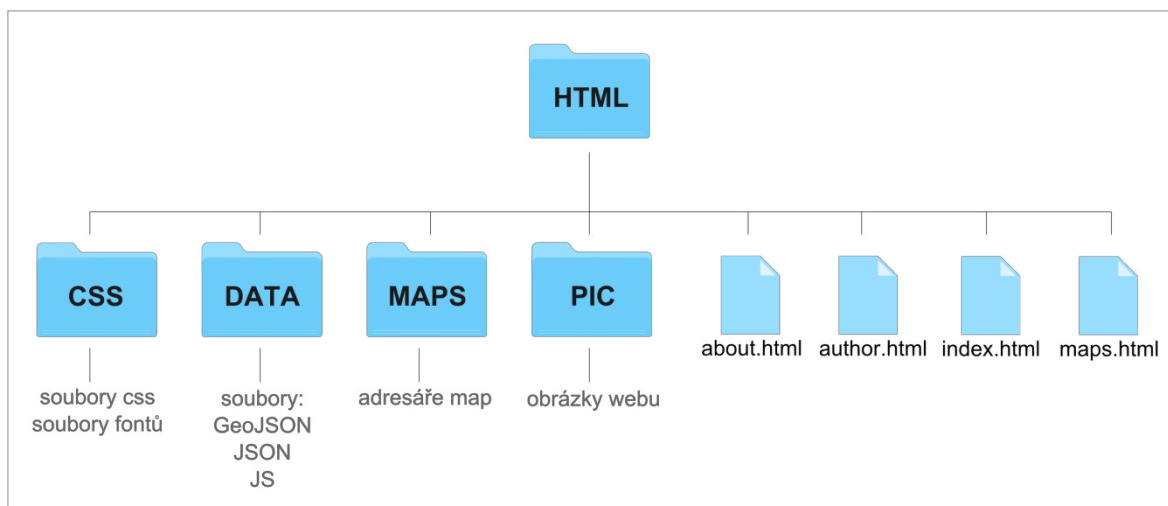 HTML
CSS
DATA
MAPS
PIC
about.html
author.html
index.html
maps.html
soubory css
soubory fontů
soubory:
GeoJSON
JSON
JS
adresáře map
obrázky webu